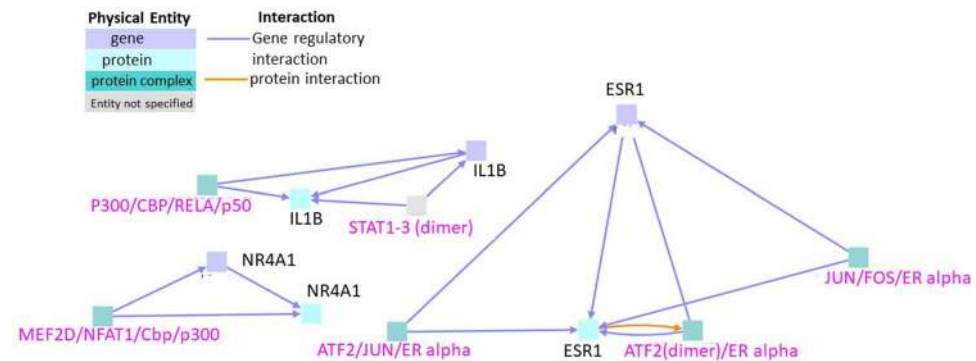 Physical Entity
Interaction
gene
Gene regulatory
protein
interaction
protein complex
protein interaction
Entity not specified
ESR1
IL1B
P300/CBP/RELA/p50
IL1B
STAT1-3 (dimer)
NR4A1
NR4A1
JUN/FOS/ER alpha
MEF2D/NFAT1/Cbp/p300
ATF2/JUN/ER alpha
ESR1
ATF2(dimer)/ER alpha